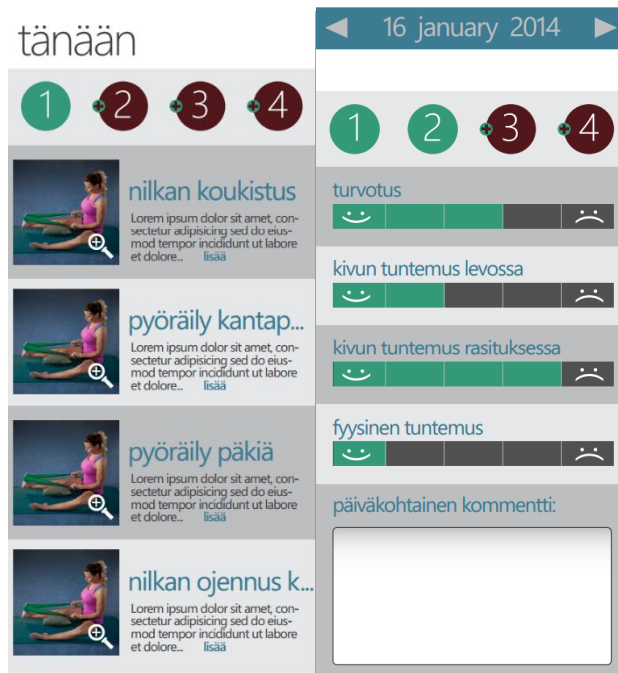 tänään
1 2 3 4
nilkan koukistus
Lorem ipsum dolor sit amet, con-
sectetur adipisicing sed do eius-
mod tempor incididunt ut labore
et dolore... lisää
pyöräily kantap...
Lorem ipsum dolor sit amet, con-
sectetur adipisicing sed do eius-
mod tempor incididunt ut labore
et dolore... lisää
pyöräily päkiä
Lorem ipsum dolor sit amet, con-
sectetur adipisicing sed do eius-
mod tempor incididunt ut labore
et dolore... lisää
nilkan ojennus k...
Lorem ipsum dolor sit amet, con-
sectetur adipisicing sed do eius-
mod tempor incididunt ut labore
et dolore... lisää
16 january 2014
1 2 3 4
turvotus
kivun tuntemus levossa
kivun tuntemus rasituksessa
fyysinen tuntemus
päiväkohtainen kommentti: